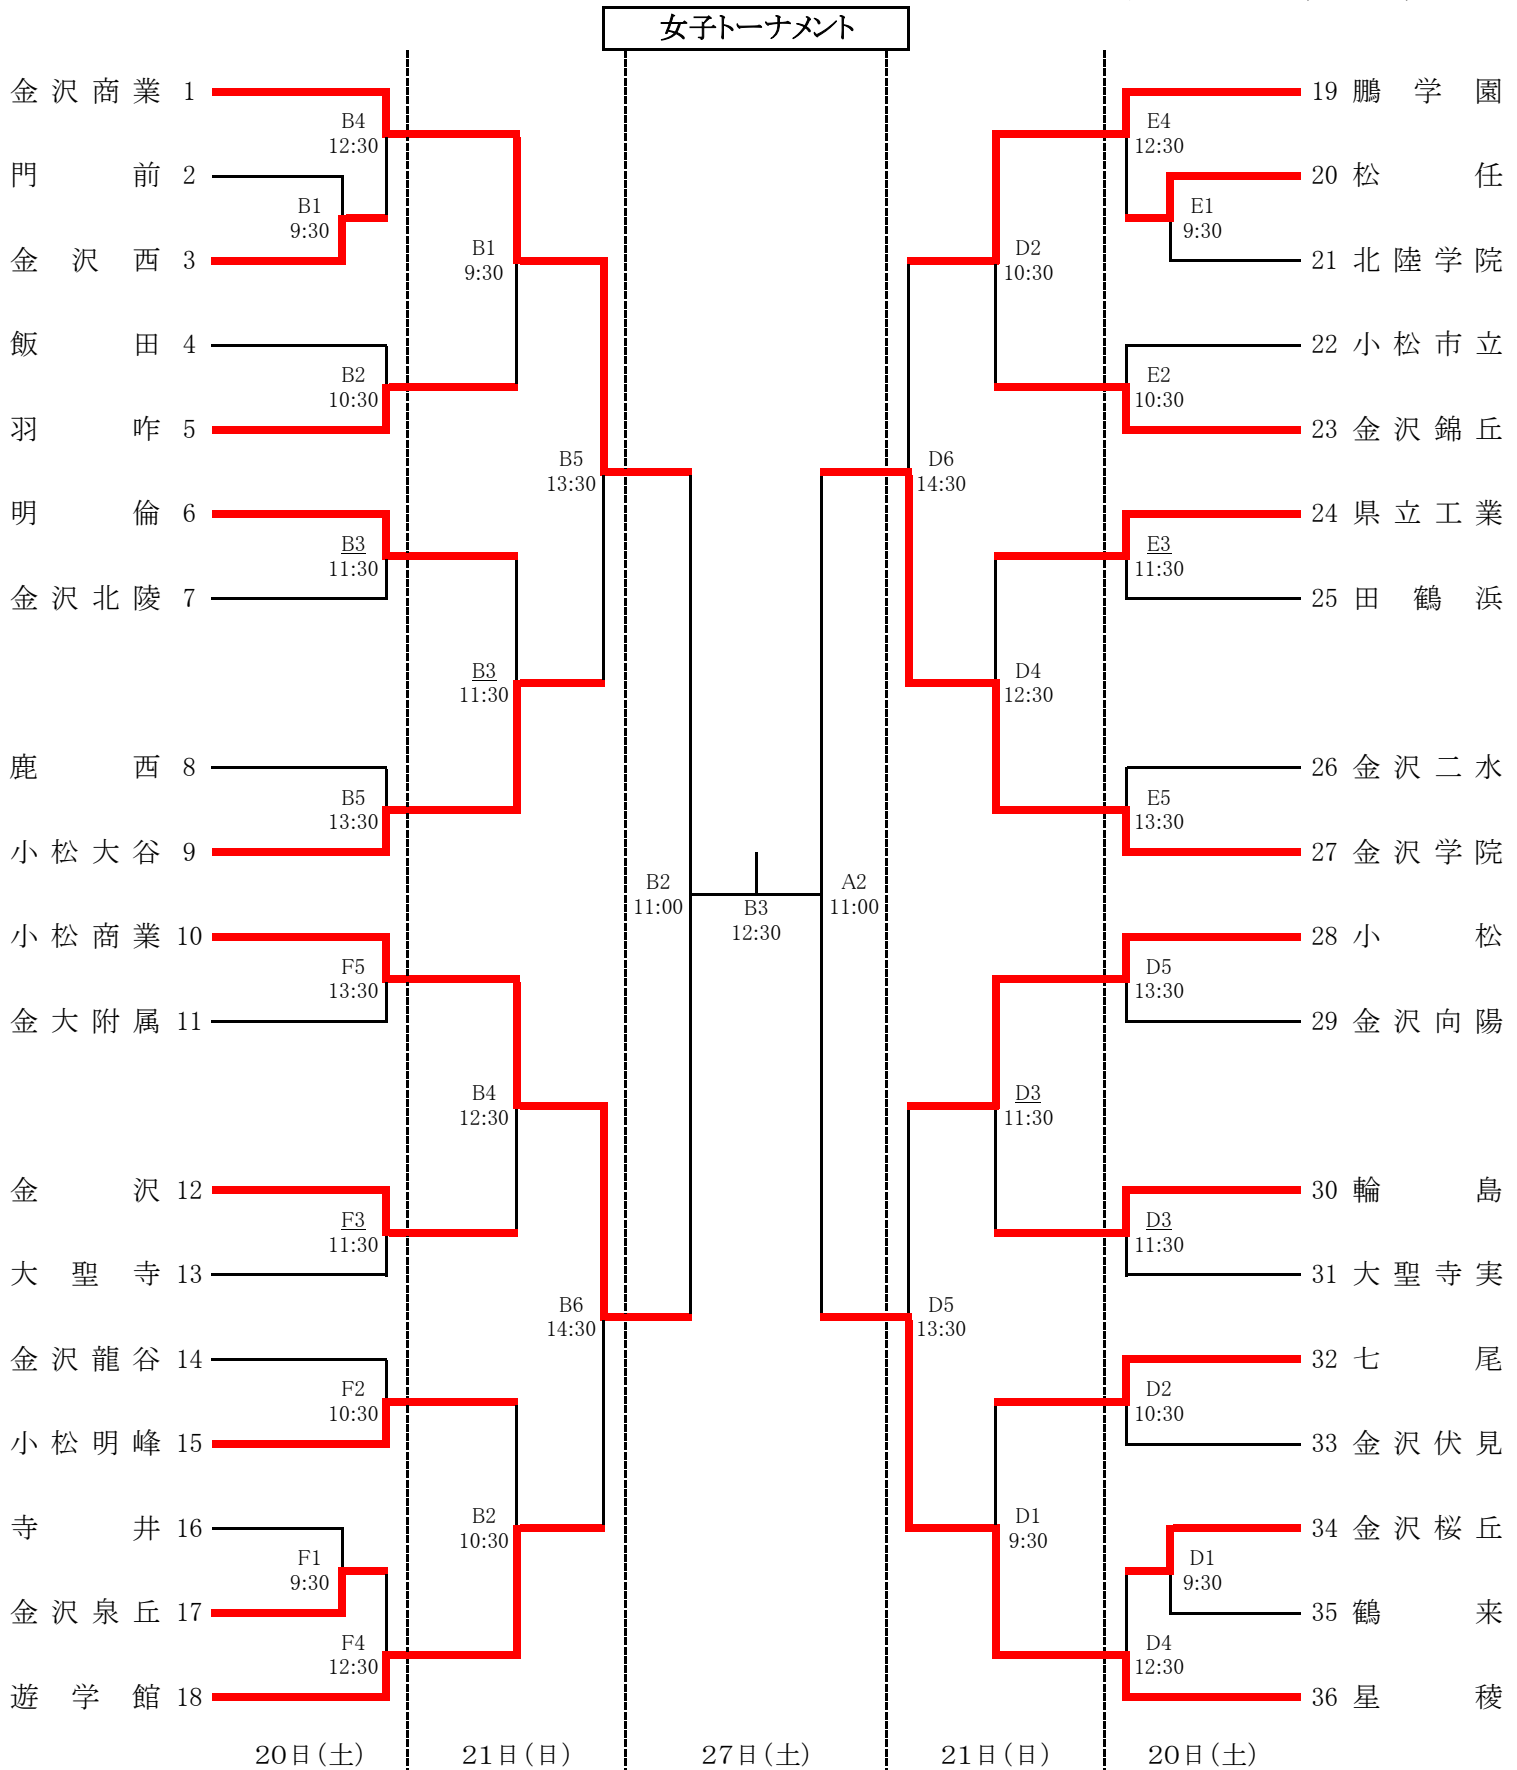 女子トーナメント
金沢商業 1
B4
12:30
門前 2
B1
9:30
金沢西 3
B1
9:30
飯田 4
B2
10:30
羽咋 5
B5
13:30
明倫 6
B3
11:30
金沢北陵 7
B3
11:30
鹿西 8
B5
13:30
小松大谷 9
小松商業 10
F5
13:30
金大附属 11
B4
12:30
金沢 12
F3
11:30
大聖寺 13
B6
14:30
金沢龍谷 14
F2
10:30
小松明峰 15
B2
10:30
寺井 16
F1
9:30
金沢泉丘 17
F4
12:30
遊学館 18
B2
11:00
B3
12:30
A2
11:00
19 鵬学園
E4
12:30
20 松任
E1
9:30
21 北陸学院
D2
10:30
22 小松市立
E2
10:30
23 金沢錦丘
D6
14:30
24 県立工業
E3
11:30
25 田鶴浜
D4
12:30
26 金沢二水
E5
13:30
27 金沢学院
28 小松
D5
13:30
29 金沢向陽
D3
11:30
30 輪島
D3
11:30
31 大聖寺実
D5
13:30
32 七尾
D2
10:30
33 金沢伏見
D1
9:30
34 金沢桜丘
D1
9:30
35 鶴来
D4
12:30
36 星稜
20日(土) 21日(日) 27日(土) 21日(日) 20日(土)